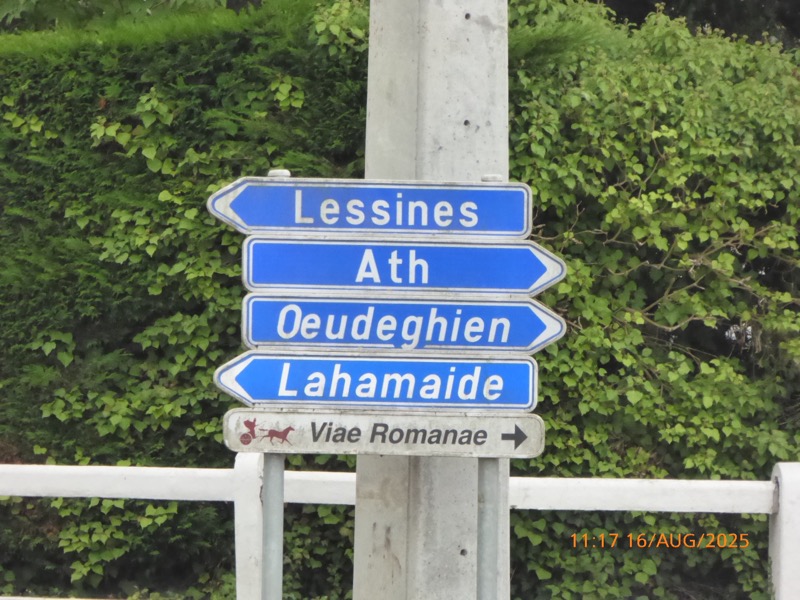 Lessines
Ath
Oeudeghien
Lahamaide
Viae Romanae
11:17 16/AUG/2025